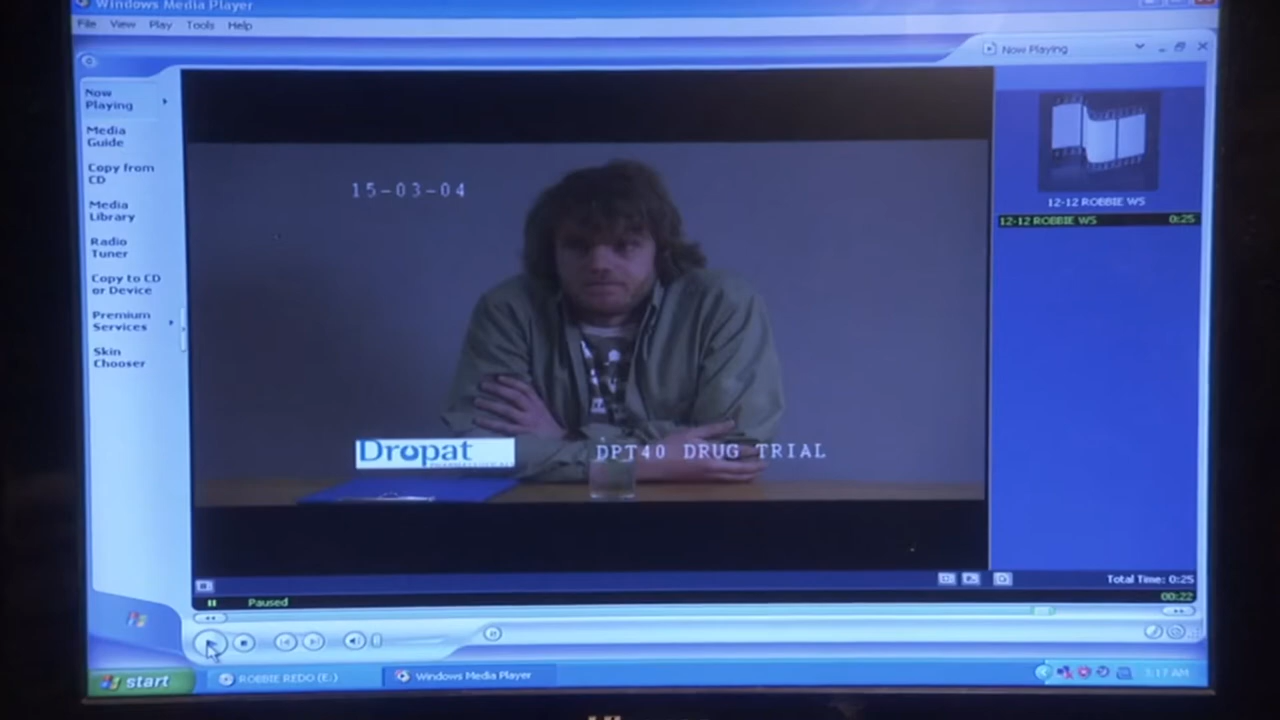 Windows Media Player
File View Play Tools Help
Now Playing
Now
Playing
Media
Guide
Copy from
CD
Media
Library
Radio
Tuner
Copy to CD
or Device
Premium
Services
Skin
Chooser
15-03-04
Dropat
DPT40 DRUG TRIAL
12-12 ROBBIE WS
12-12 ROBBIE WS 0:25
Total Time: 0:25
Paused
00:22
start
ROBBIE REDO (E:)
Windows Media Player
5:17 AM